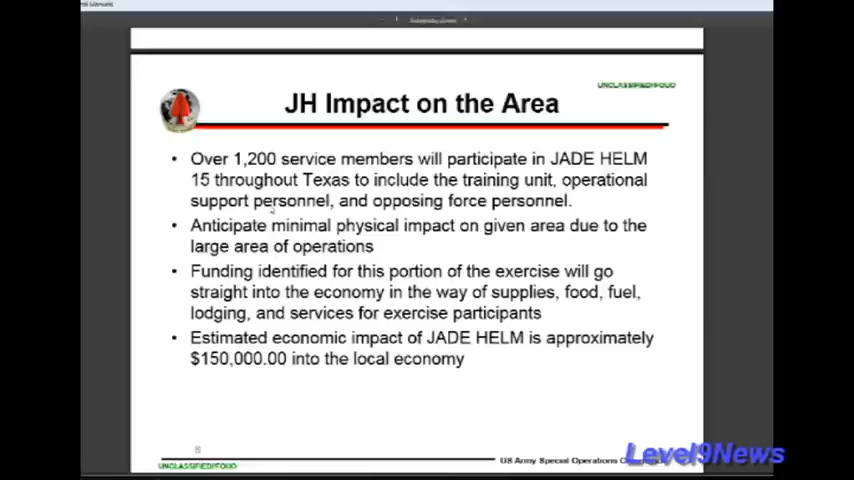 UNCLASSIFIED//FOUO
JH Impact on the Area
• Over 1,200 service members will participate in JADE HELM
15 throughout Texas to include the training unit, operational
support personnel, and opposing force personnel.
• Anticipate minimal physical impact on given area due to the
large area of operations
• Funding identified for this portion of the exercise will go
straight into the economy in the way of supplies, food, fuel,
lodging, and services for exercise participants
• Estimated economic impact of JADE HELM is approximately
$150,000.00 into the local economy
UNCLASSIFIED//FOUO
US Army Special Operations
Level9News